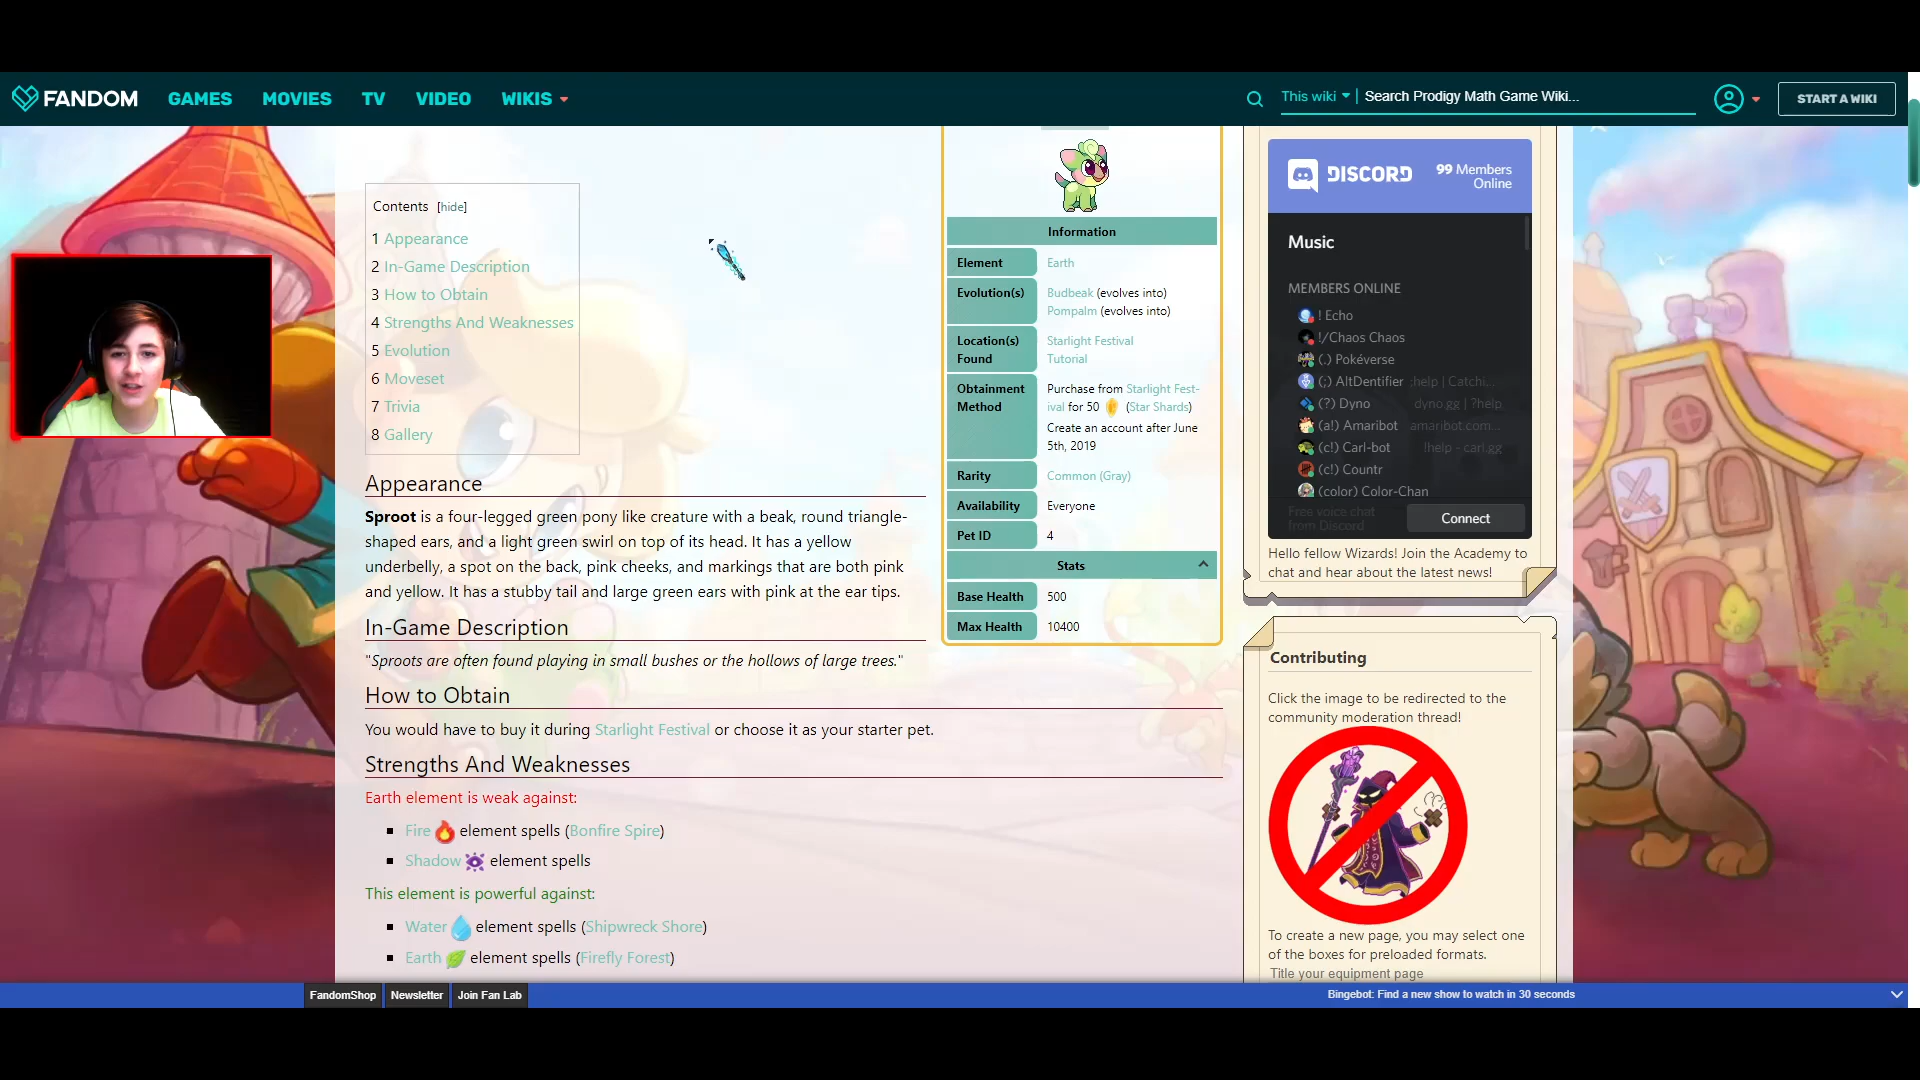 FANDOM
GAMES
MOVIES
TV
VIDEO
WIKIS
This wiki
Search Prodigy Math Game Wiki...
START A WIKI
Contents [hide]
1 Appearance
2 In-Game Description
3 How to Obtain
4 Strengths And Weaknesses
5 Evolution
6 Moveset
7 Trivia
8 Gallery
Appearance
Sproot is a four-legged green pony like creature with a beak, round triangle-
shaped ears, and a light green swirl on top of its head. It has a yellow
underbelly, a spot on the back, pink cheeks, and markings that are both pink
and yellow. It has a stubby tail and large green ears with pink at the ear tips.
In-Game Description
"Sproots are often found playing in small bushes or the hollows of large trees."
How to Obtain
You would have to buy it during Starlight Festival or choose it as your starter pet.
Strengths And Weaknesses
Earth element is weak against:
Fire element spells (Bonfire Spire)
Shadow element spells
This element is powerful against:
Water element spells (Shipwreck Shore)
Earth element spells (Firefly Forest)
Information
Element
Earth
Evolution(s)
Budbeak (evolves into)
Pompalm (evolves into)
Location(s)
Found
Starlight Festival
Tutorial
Obtainment
Method
Purchase from Starlight Fest-
ival for 50 (Star Shards)
Create an account after June
5th, 2019
Rarity
Common (Gray)
Availability
Everyone
Pet ID
4
Stats
Base Health
500
Max Health
10400
DISCORD
99 Members
Online
Music
MEMBERS ONLINE
! Echo
!/Chaos Chaos
(.) Pokéverse
(;) AltDentifier ;help | Catchi...
(?) Dyno dyno.gg | ?help
(a!) Amaribot amaribot.com...
(c!) Carl-bot !help - carl.gg
(c!) Countr
(color) Color-Chan
Free voice chat
from Discord
Connect
Hello fellow Wizards! Join the Academy to
chat and hear about the latest news!
Contributing
Click the image to be redirected to the
community moderation thread!
To create a new page, you may select one
of the boxes for preloaded formats.
Title your equipment page
FandomShop
Newsletter
Join Fan Lab
Bingebot: Find a new show to watch in 30 seconds